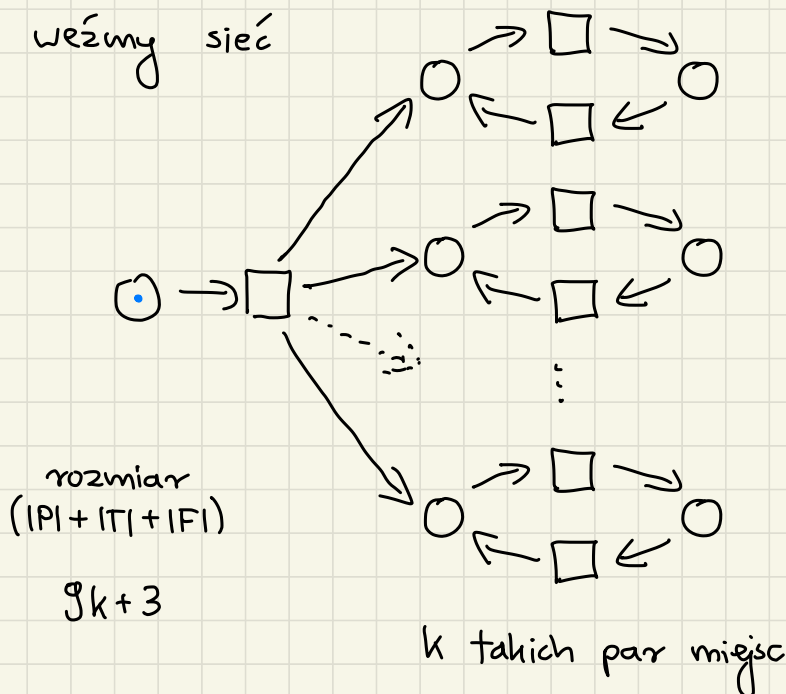 weźmy sieć
rozmiar
(|P| + |T| + |F|)
9k + 3
k takich par miejsc